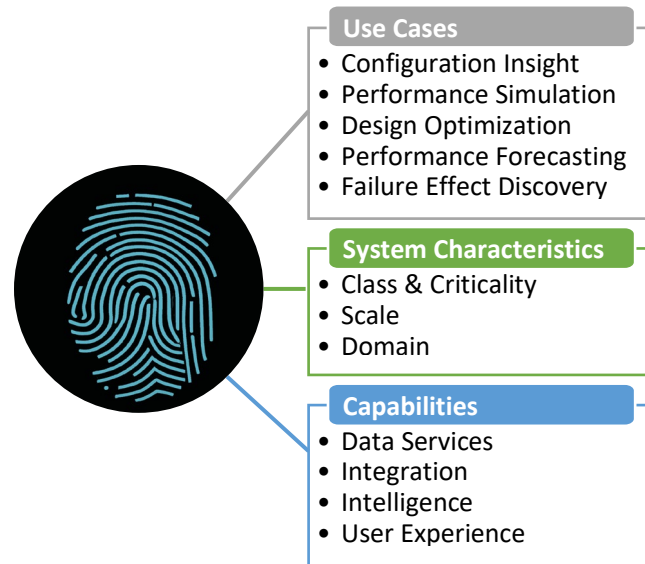 Use Cases
• Configuration Insight
• Performance Simulation
• Design Optimization
• Performance Forecasting
• Failure Effect Discovery
System Characteristics
• Class & Criticality
• Scale
• Domain
Capabilities
• Data Services
• Integration
• Intelligence
• User Experience